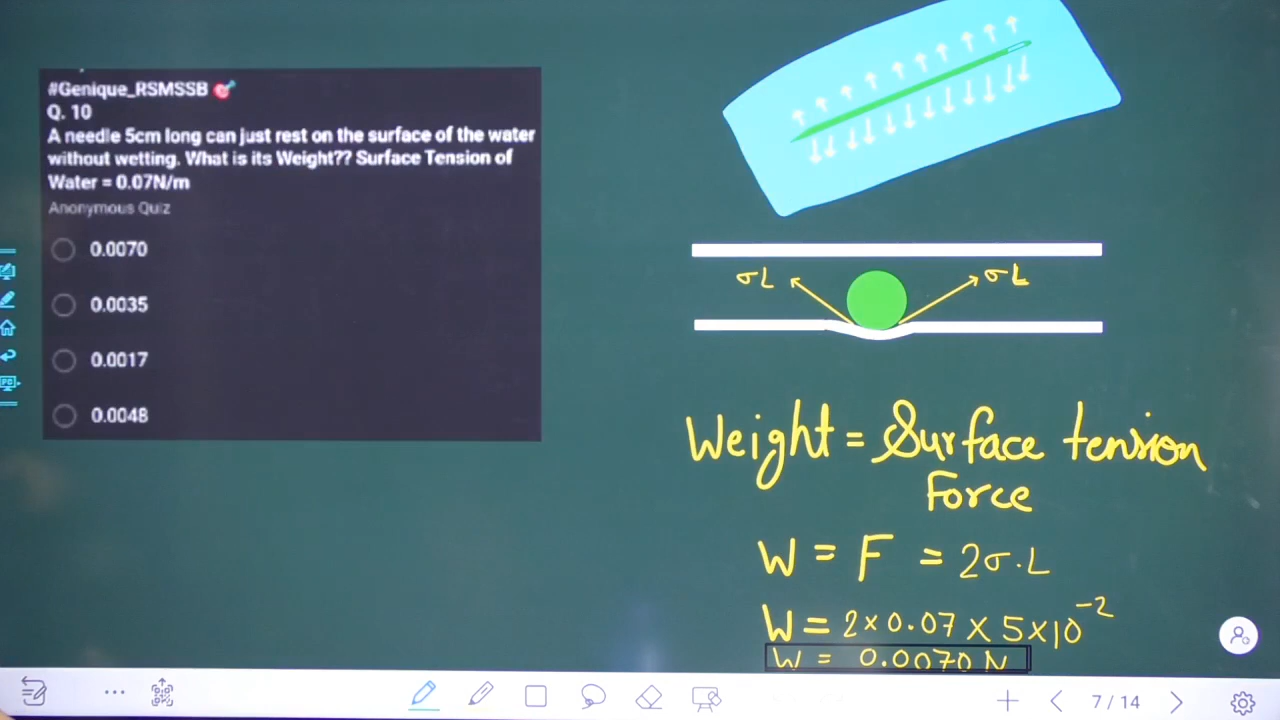 #Genique_RSMSSB
Q. 10
A needle 5cm long can just rest on the surface of the water
without wetting. What is its Weight?? Surface Tension of
Water = 0.07N/m
Anonymous Quiz
0.0070
0.0035
0.0017
0.0048
σL
σL
Weight = Surface tension
Force
W = F = 2σ.L
W = 2×0.07×5×10⁻²
W = 0.0070 N
7 / 14